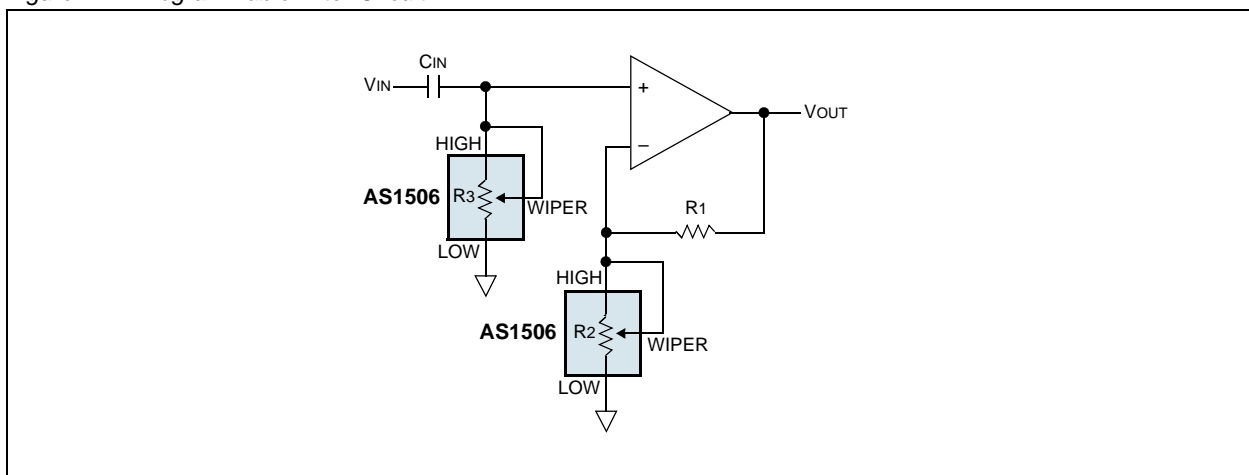 CIN
VIN
+
VOUT
−
HIGH
AS1506
R3
WIPER
R1
LOW
HIGH
AS1506
R2
WIPER
LOW